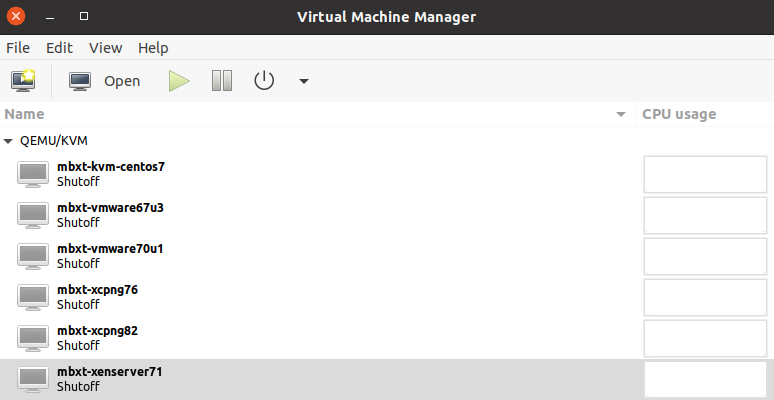 Virtual Machine Manager
File Edit View Help
Open
Name CPU usage
QEMU/KVM
mbxt-kvm-centos7
Shutoff
mbxt-vmware67u3
Shutoff
mbxt-vmware70u1
Shutoff
mbxt-xcpng76
Shutoff
mbxt-xcpng82
Shutoff
mbxt-xenserver71
Shutoff